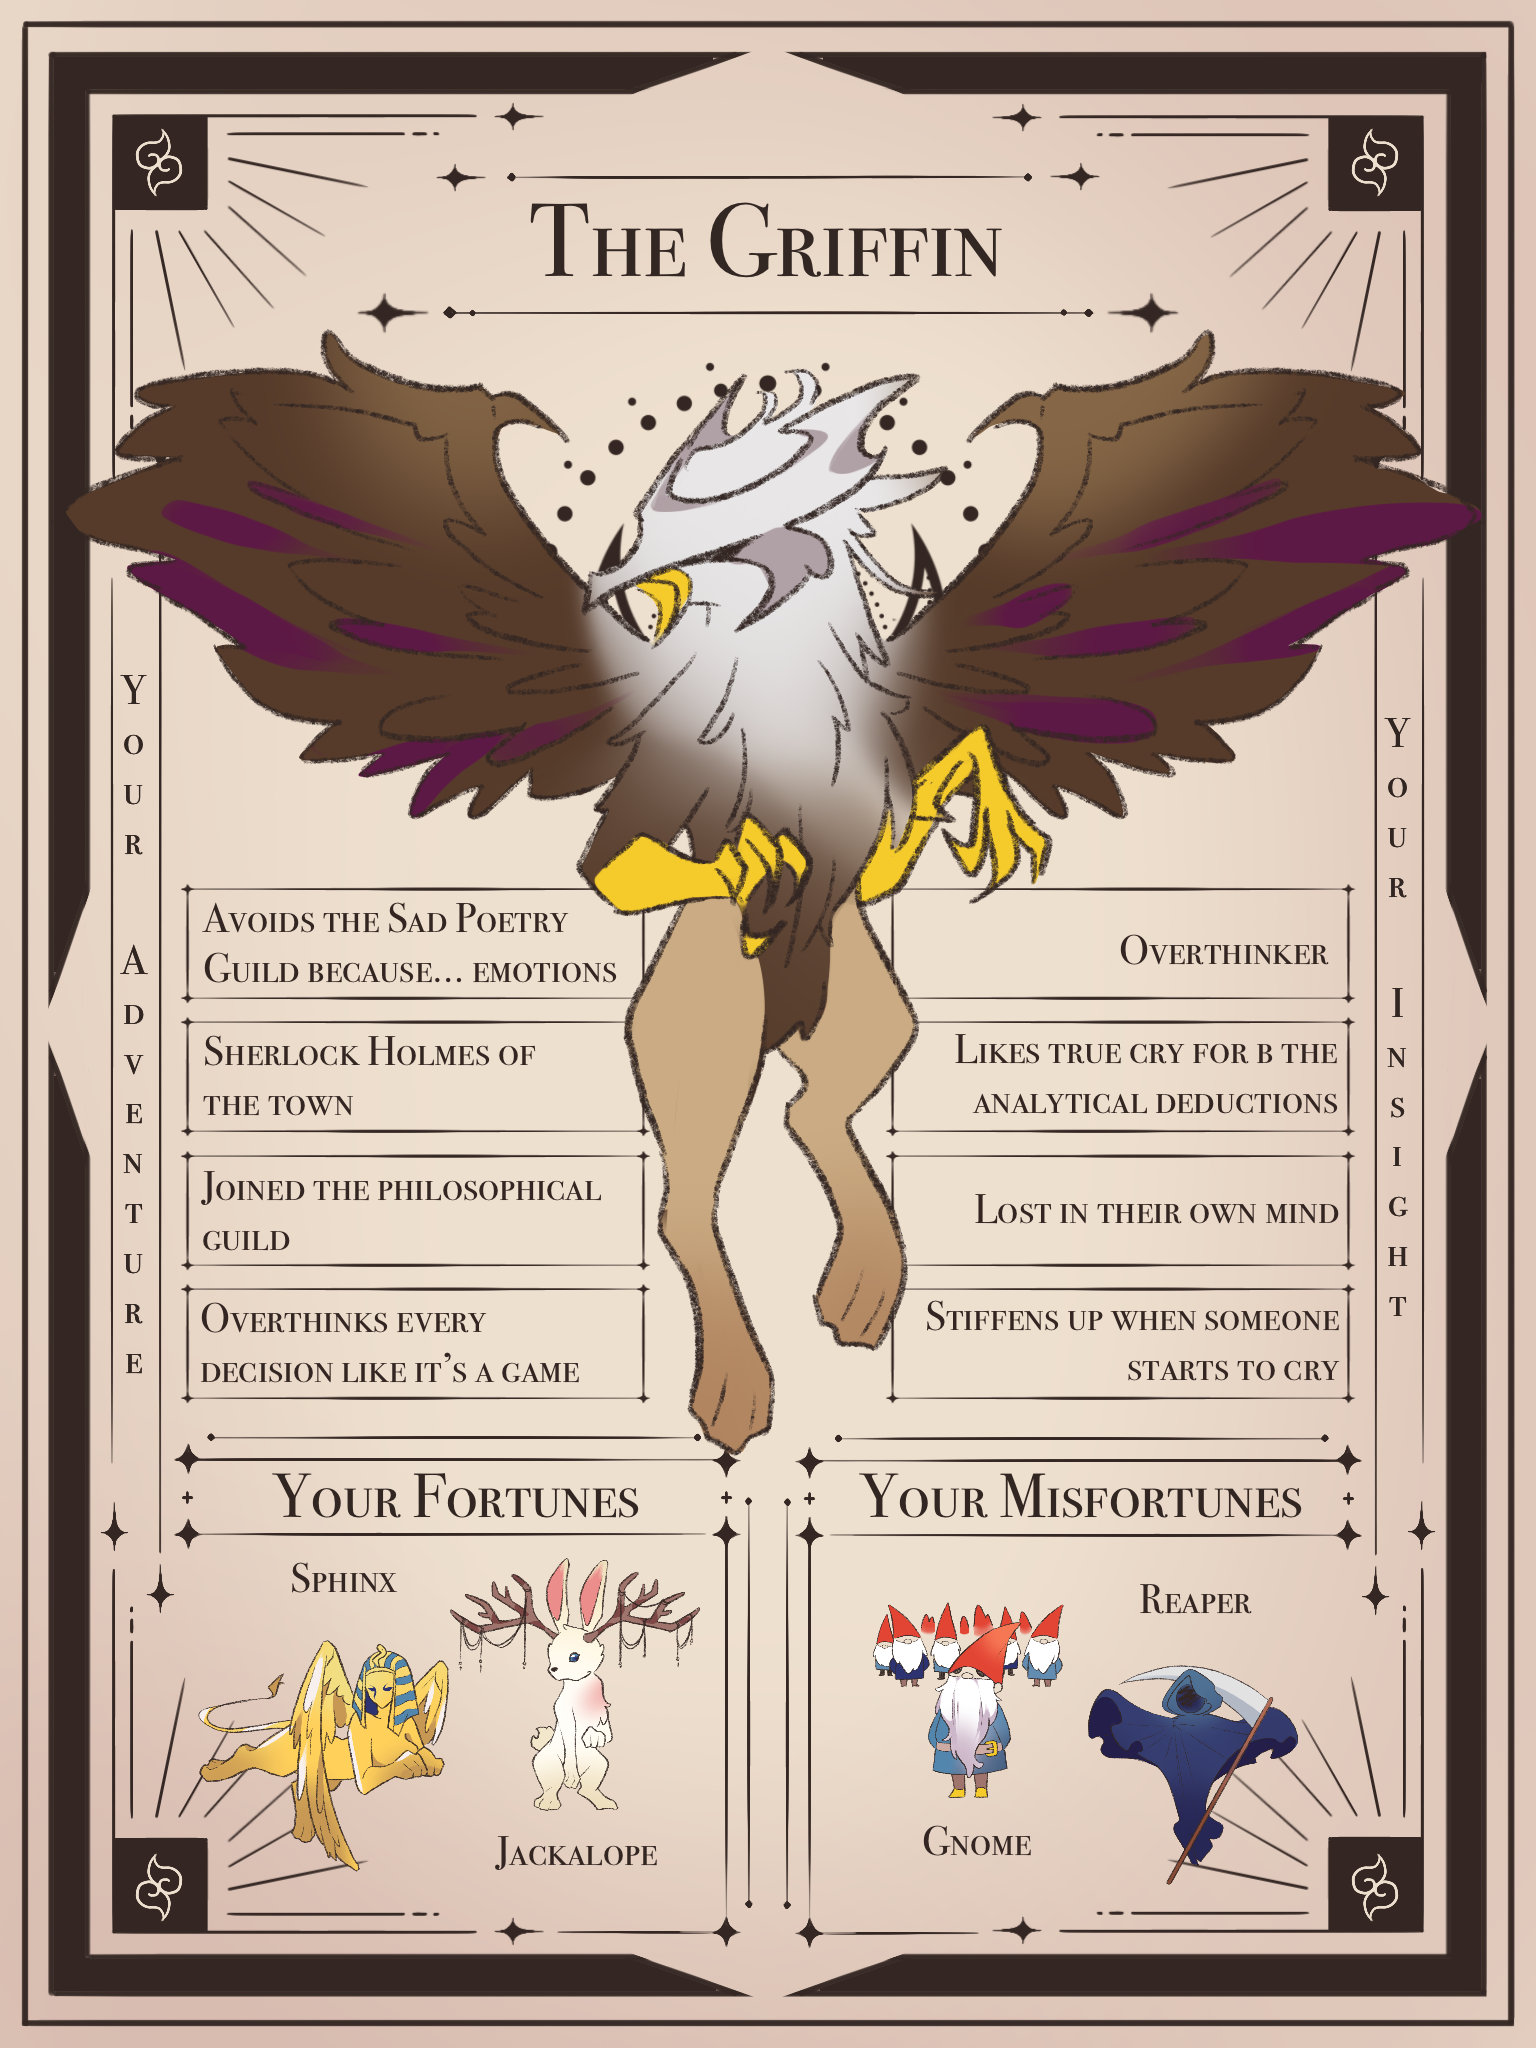 The Griffin
Your Adventure
Avoids the Sad Poetry
Guild because... emotions
Sherlock Holmes of
the town
Joined the philosophical
guild
Overthinks every
decision like it's a game
Your Insight
Overthinker
Likes true cry for b the
analytical deductions
Lost in their own mind
Stiffens up when someone
starts to cry
Your Fortunes
Sphinx
Jackalope
Your Misfortunes
Reaper
Gnome